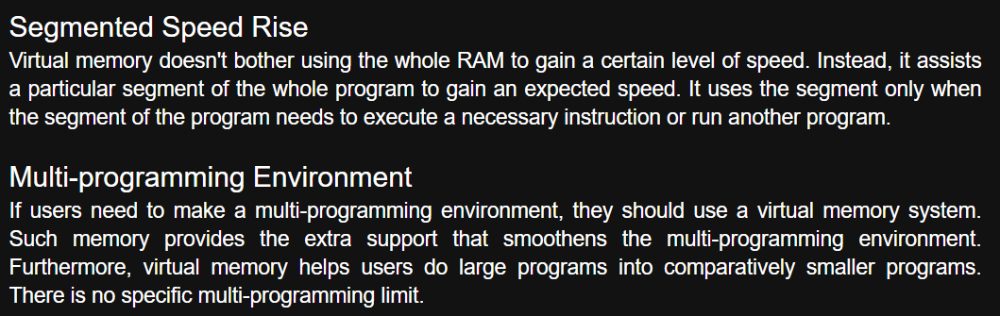 Segmented Speed Rise
Virtual memory doesn't bother using the whole RAM to gain a certain level of speed. Instead, it assists
a particular segment of the whole program to gain an expected speed. It uses the segment only when
the segment of the program needs to execute a necessary instruction or run another program.
Multi-programming Environment
If users need to make a multi-programming environment, they should use a virtual memory system.
Such memory provides the extra support that smoothens the multi-programming environment.
Furthermore, virtual memory helps users do large programs into comparatively smaller programs.
There is no specific multi-programming limit.